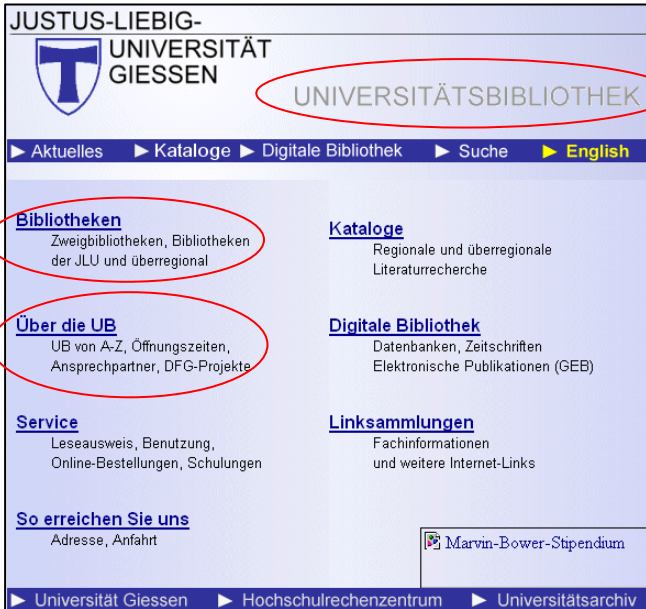 JUSTUS-LIEBIG-
UNIVERSITÄT
GIESSEN
UNIVERSITÄTSBIBLIOTHEK
Aktuelles Kataloge Digitale Bibliothek Suche English
Bibliotheken
Zweigbibliotheken, Bibliotheken
der JLU und überregional
Kataloge
Regionale und überregionale
Literaturrecherche
Über die UB
UB von A-Z, Öffnungszeiten,
Ansprechpartner, DFG-Projekte
Digitale Bibliothek
Datenbanken, Zeitschriften
Elektronische Publikationen (GEB)
Service
Leseausweis, Benutzung,
Online-Bestellungen, Schulungen
Linksammlungen
Fachinformationen
und weitere Internet-Links
So erreichen Sie uns
Adresse, Anfahrt
Marvin-Bower-Stipendium
Universität Giessen Hochschulrechenzentrum Universitätsarchiv